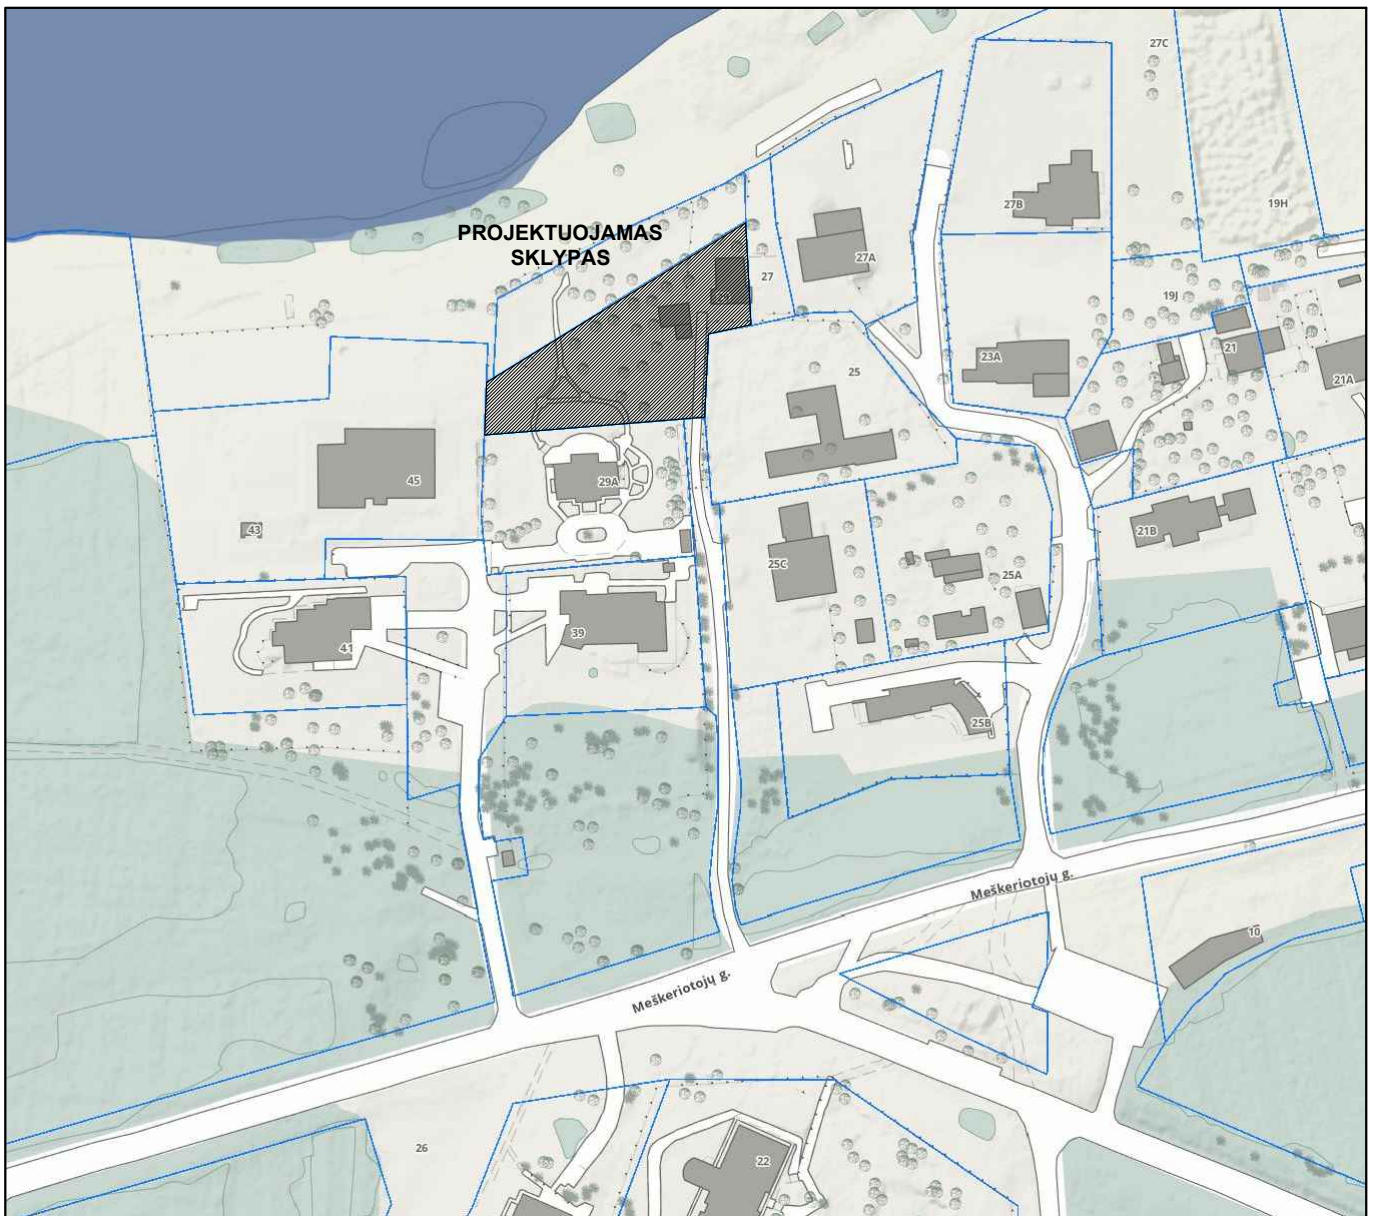 27C
27B
19H
PROJEKTUOJAMAS
SKLYPAS
27A
27
19J
21
23A
25
21A
45
29A
43
21B
25C
25A
39
41
25B
Meškeriotojų g.
10
Meškeriotojų g.
26
22